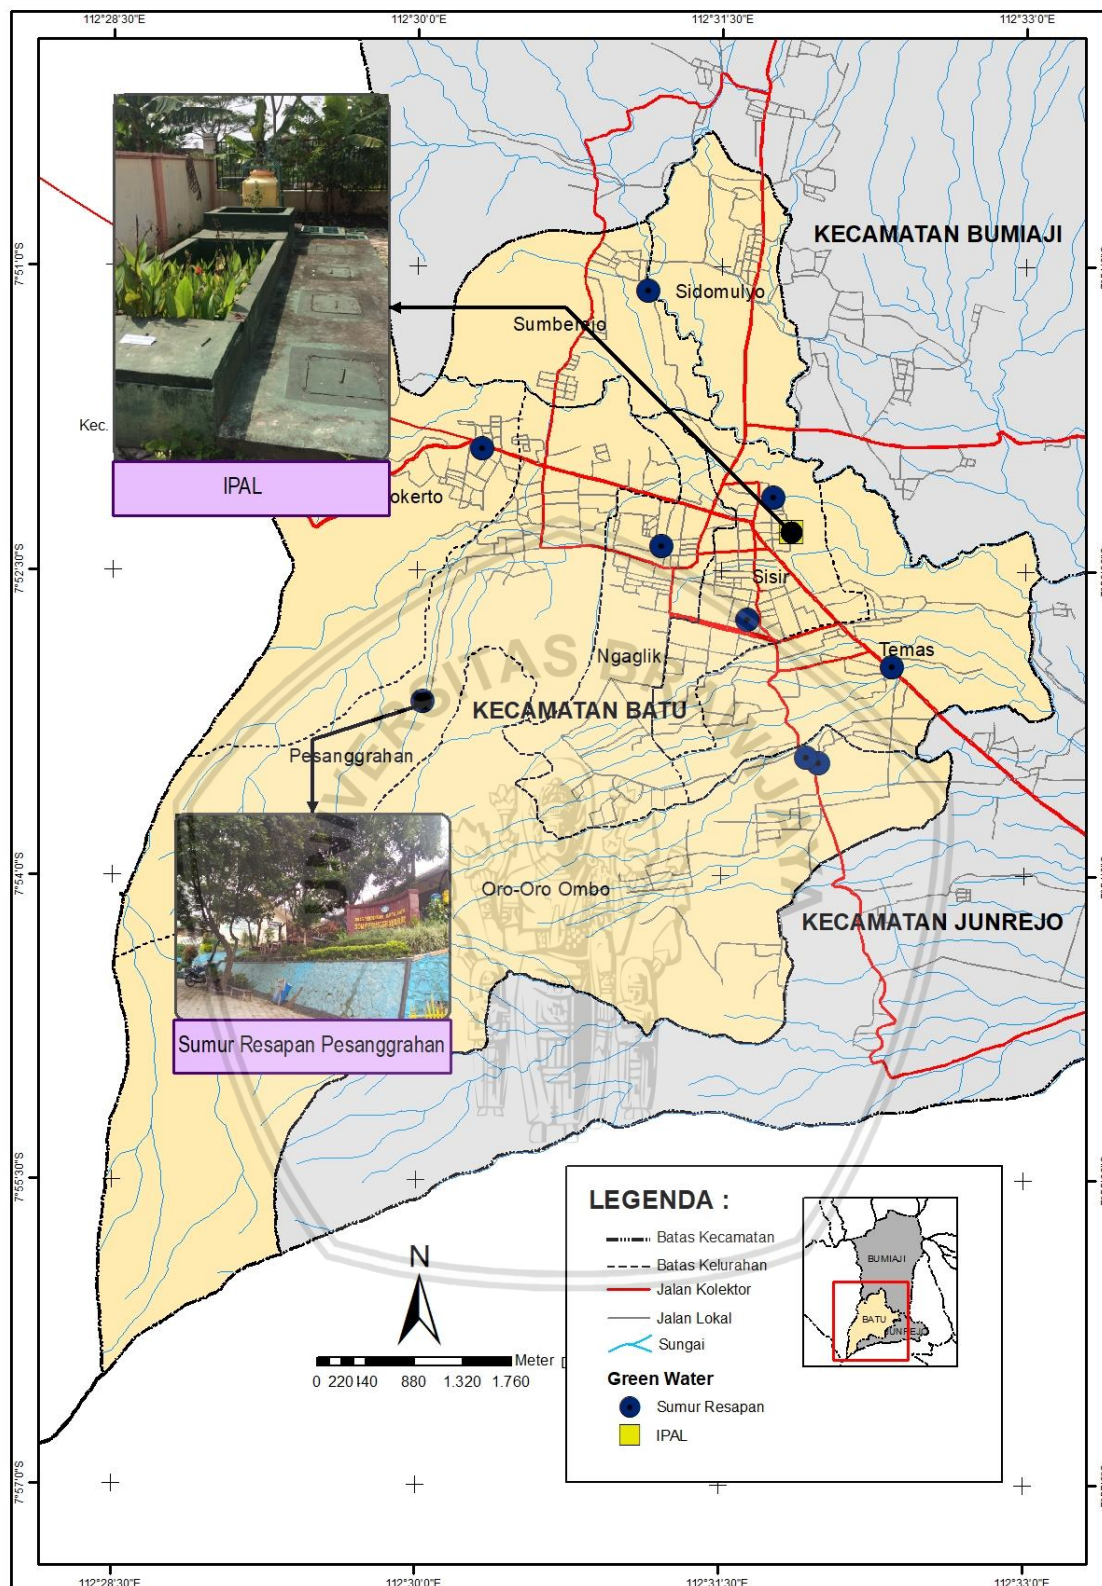 112°28'30"E
112°30'0"E
112°31'30"E
112°33'0"E
7°51'0"S
7°52'30"S
7°54'0"S
7°55'30"S
7°57'0"S
KECAMATAN BUMIAJI
Sidomulyo
Sumberejo
Kec.
IPAL
okerto
Sisir
Temas
Ngaglik
KECAMATAN BATU
Pesanggrahan
Oro-Oro Ombo
KECAMATAN JUNREJO
Sumur Resapan Pesanggrahan
UNIVERSITAS BRAWIJAYA
N
Meter
0 220 440 880 1.320 1.760
LEGENDA :
Batas Kecamatan
Batas Kelurahan
Jalan Kolektor
Jalan Lokal
Sungai
Green Water
Sumur Resapan
IPAL
BUMIAJI
BATU
JUNREJO
112°28'30"E
112°30'0"E
112°31'30"E
112°33'0"E